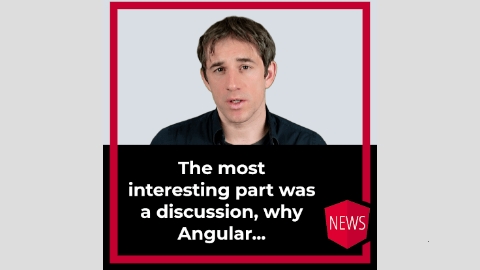 The most
interesting part was
a discussion, why
Angular...
NEWS